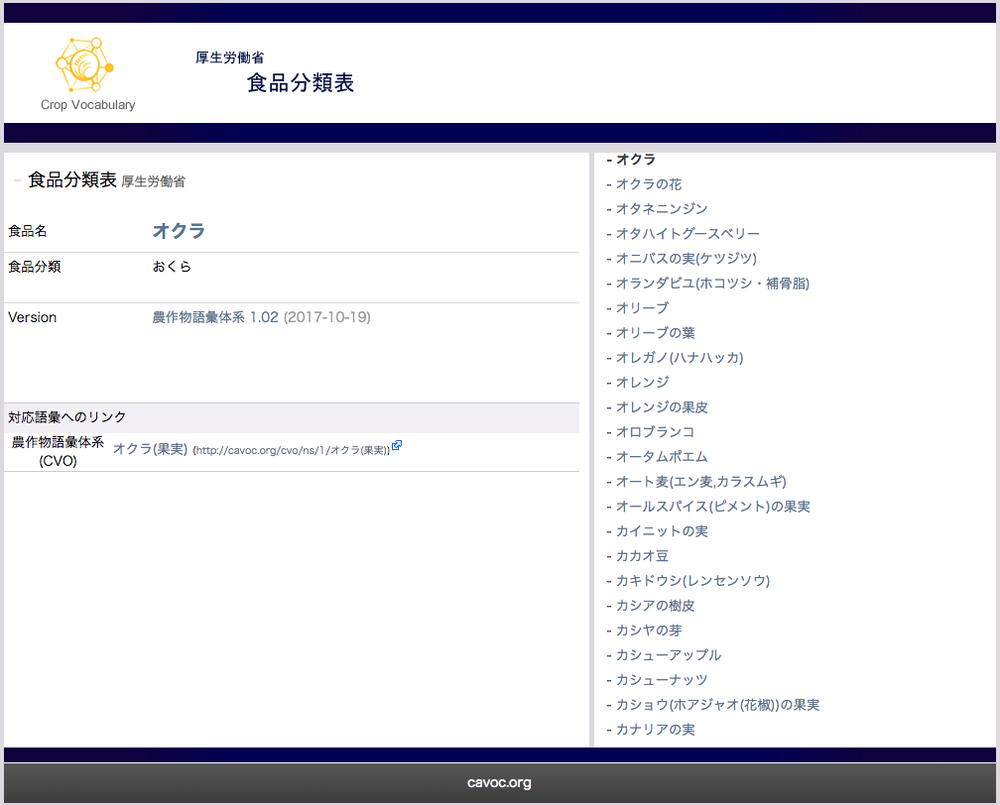 Crop Vocabulary
厚生労働省
食品分類表
食品分類表 厚生労働省
食品名 オクラ
食品分類 おくら
Version 農作物語彙体系 1.02 (2017-10-19)
対応語彙へのリンク
農作物語彙体系
(CVO)
オクラ(果実) (http://cavoc.org/cvo/ns/1/オクラ(果実))
- オクラ
- オクラの花
- オタネニンジン
- オタハイトグースベリー
- オニバスの実(ケツジツ)
- オランダビユ(ホコツシ・補骨脂)
- オリーブ
- オリーブの葉
- オレガノ(ハナハッカ)
- オレンジ
- オレンジの果皮
- オロブランコ
- オータムポエム
- オート麦(エン麦,カラスムギ)
- オールスパイス(ピメント)の果実
- カイニットの実
- カカオ豆
- カキドウシ(レンセンソウ)
- カシアの樹皮
- カシヤの芽
- カシューアップル
- カシューナッツ
- カショウ(ホアジャオ(花椒))の果実
- カナリアの実
cavoc.org